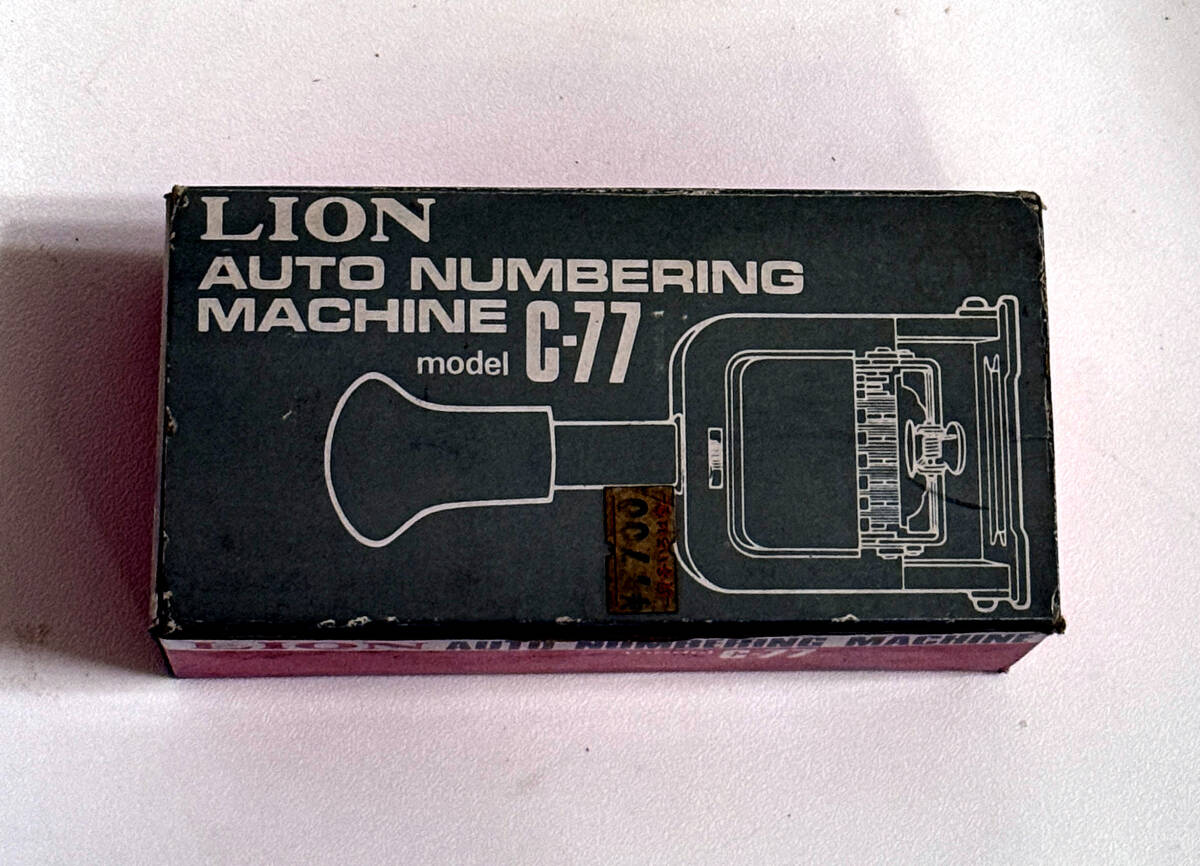 LION
AUTO NUMBERING
MACHINE
model C-77
LION AUTO NUMBERING MACHINE
C-77